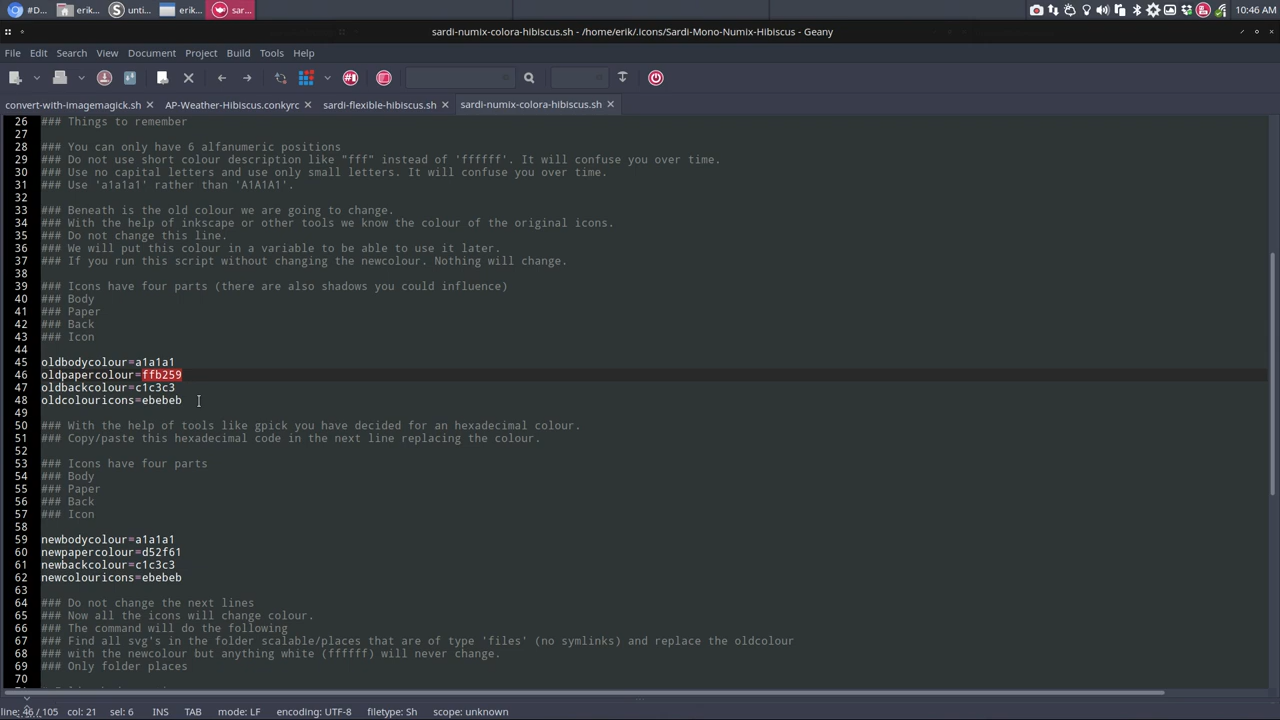 #D... erik... unti... erik... sar... 10:46 AM
sardi-numix-colora-hibiscus.sh - /home/erik/.icons/Sardi-Mono-Numix-Hibiscus - Geany
File Edit Search View Document Project Build Tools Help
convert-with-imagemagick.sh AP-Weather-Hibiscus.conkyrc sardi-flexible-hibiscus.sh sardi-numix-colora-hibiscus.sh
26 ### Things to remember
27
28 ### You can only have 6 alfanumeric positions
29 ### Do not use short colour description like "fff" instead of 'ffffff'. It will confuse you over time.
30 ### Use no capital letters and use only small letters. It will confuse you over time.
31 ### Use 'a1a1a1' rather than 'A1A1A1'.
32
33 ### Beneath is the old colour we are going to change.
34 ### With the help of inkscape or other tools we know the colour of the original icons.
35 ### Do not change this line.
36 ### We will put this colour in a variable to be able to use it later.
37 ### If you run this script without changing the newcolour. Nothing will change.
38
39 ### Icons have four parts (there are also shadows you could influence)
40 ### Body
41 ### Paper
42 ### Back
43 ### Icon
44
45 oldbodycolour=a1a1a1
46 oldpapercolour=ffb259
47 oldbackcolour=c1c3c3
48 oldcolouricons=ebebeb
49
50 ### With the help of tools like gpick you have decided for an hexadecimal colour.
51 ### Copy/paste this hexadecimal code in the next line replacing the colour.
52
53 ### Icons have four parts
54 ### Body
55 ### Paper
56 ### Back
57 ### Icon
58
59 newbodycolour=a1a1a1
60 newpapercolour=d52f61
61 newbackcolour=c1c3c3
62 newcolouricons=ebebeb
63
64 ### Do not change the next lines
65 ### Now all the icons will change colour.
66 ### The command will do the following
67 ### Find all svg's in the folder scalable/places that are of type 'files' (no symlinks) and replace the oldcolour
68 ### with the newcolour but anything white (ffffff) will never change.
69 ### Only folder places
70
line: 46 / 105 col: 21 sel: 6 INS TAB mode: LF encoding: UTF-8 filetype: Sh scope: unknown